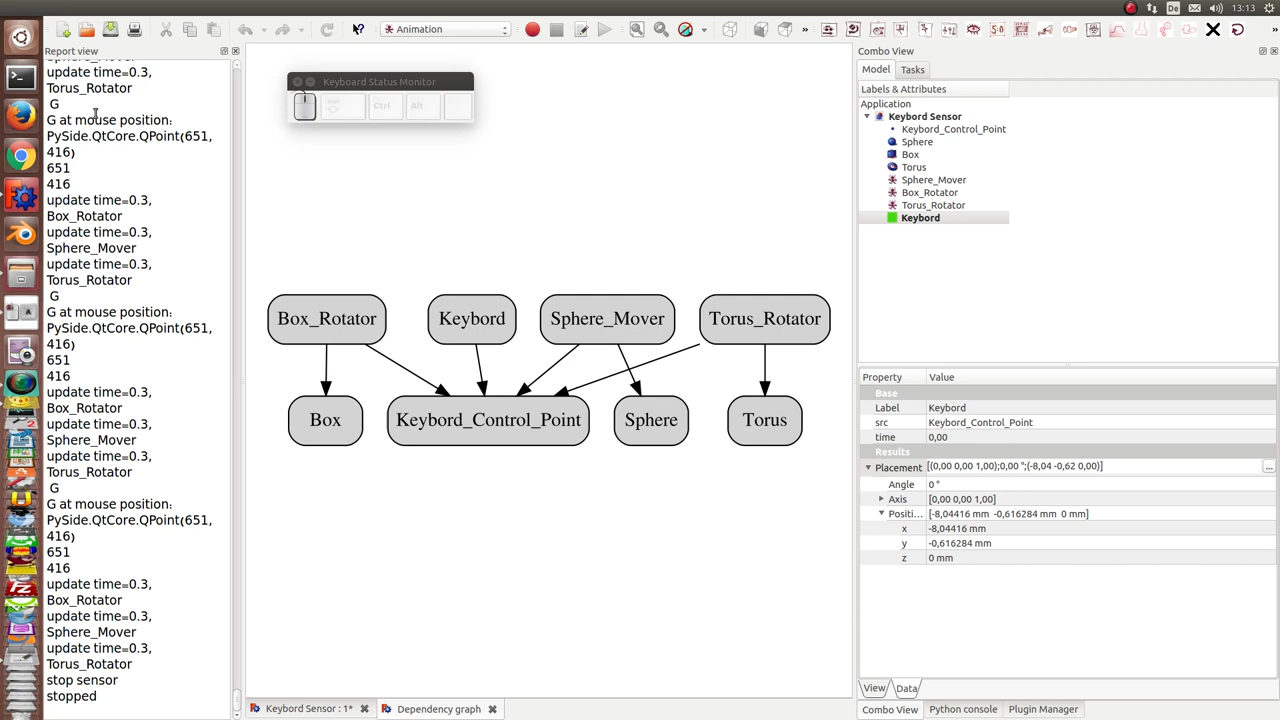 De
13:13
Animation
Report view
update time=0.3,
Torus_Rotator
G
G at mouse position:
PySide.QtCore.QPoint(651,
416)
651
416
update time=0.3,
Box_Rotator
update time=0.3,
Sphere_Mover
update time=0.3,
Torus_Rotator
G
G at mouse position:
PySide.QtCore.QPoint(651,
416)
651
416
update time=0.3,
Box_Rotator
update time=0.3,
Sphere_Mover
update time=0.3,
Torus_Rotator
G
G at mouse position:
PySide.QtCore.QPoint(651,
416)
651
416
update time=0.3,
Box_Rotator
update time=0.3,
Sphere_Mover
update time=0.3,
Torus_Rotator
stop sensor
stopped
Keyboard Status Monitor
Ctrl
Alt
Box_Rotator
Keybord
Sphere_Mover
Torus_Rotator
Box
Keybord_Control_Point
Sphere
Torus
Keybord Sensor : 1*
Dependency graph
Combo View
Model
Tasks
Labels & Attributes
Application
Keybord Sensor
Keybord_Control_Point
Sphere
Box
Torus
Sphere_Mover
Box_Rotator
Torus_Rotator
Keybord
Property Value
Base
Label Keybord
src Keybord_Control_Point
time 0,00
Results
Placement [(0,00 0,00 1,00);0,00 °;(-8,04 -0,62 0,00)]
...
Angle 0 °
Axis [0,00 0,00 1,00]
Positi... [-8,04416 mm -0,616284 mm 0 mm]
x -8,04416 mm
y -0,616284 mm
z 0 mm
View
Data
Combo View
Python console
Plugin Manager